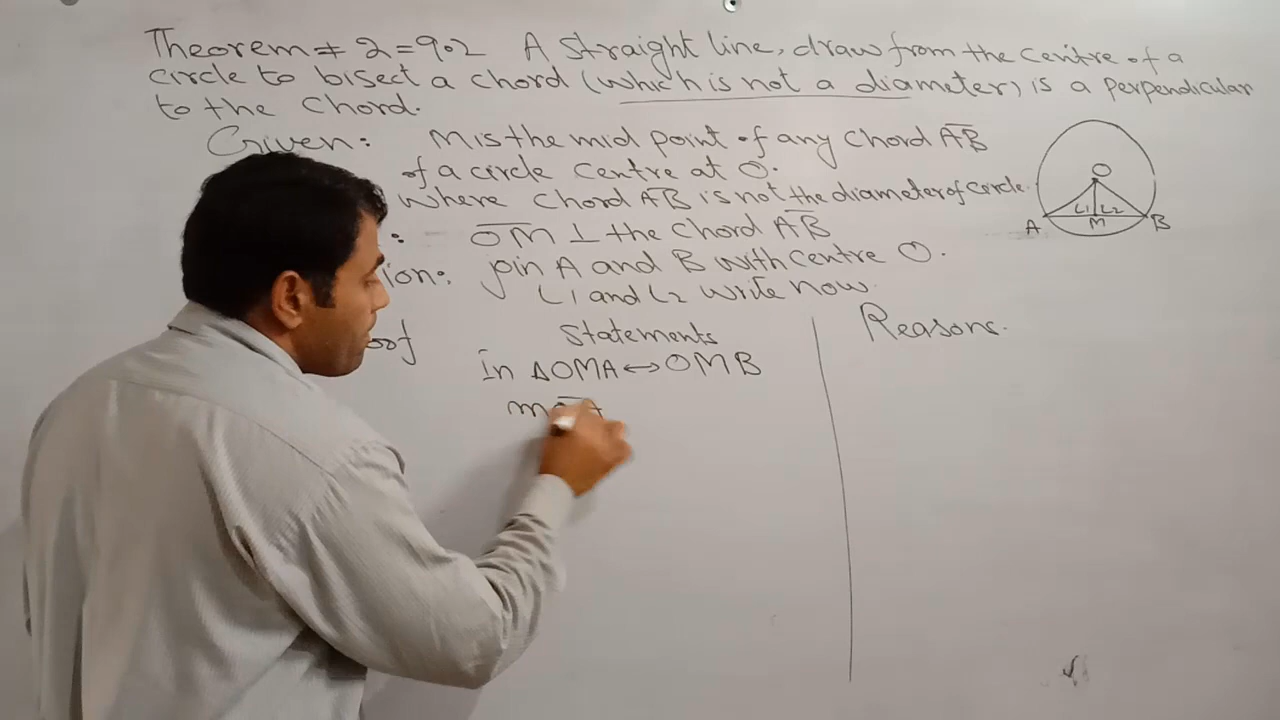 Theorem # 2=9.2 A straight line, draw from the centre of a
circle to bisect a chord (which is not a diameter) is a perpendicular
to the chord.
Given: M is the mid point of any chord AB
of a circle centre at O.
where chord AB is not the diameter of circle.
: OM ⊥ the chord AB
ion: join A and B with centre O.
∠1 and ∠2 write now.
oof Statements Reasons.
In ΔOMA ↔ OMB
m
O
∠1 ∠2
A M B